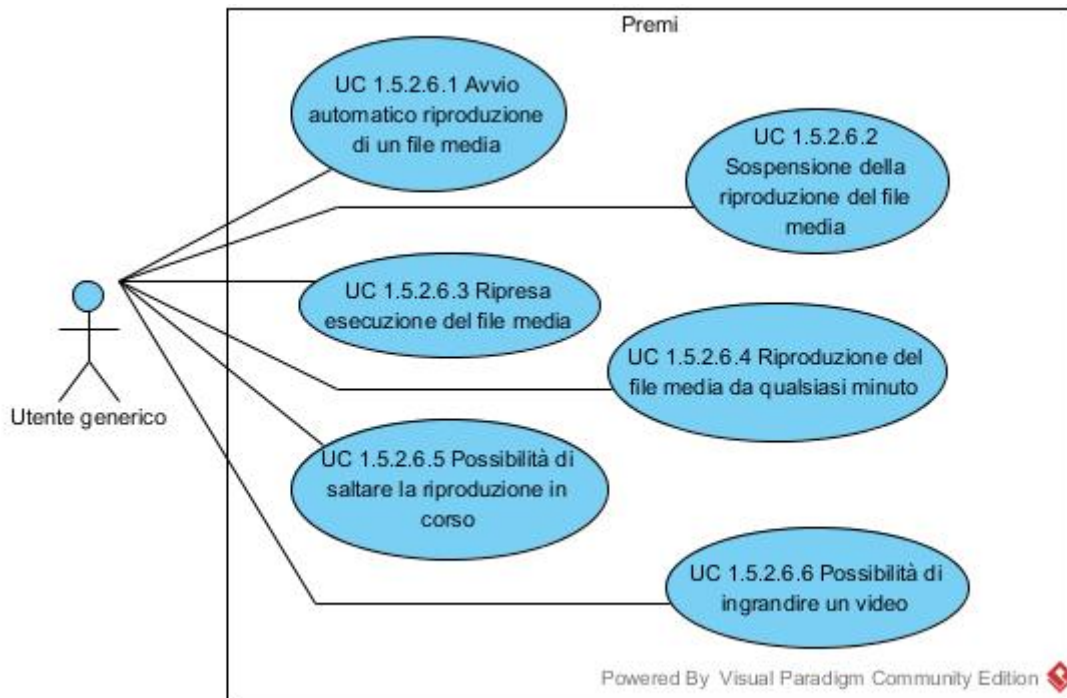 Premi
UC 1.5.2.6.1 Avvio
automatico riproduzione
di un file media
UC 1.5.2.6.2
Sospensione della
riproduzione del file
media
UC 1.5.2.6.3 Ripresa
esecuzione del file media
UC 1.5.2.6.4 Riproduzione del
file media da qualsiasi minuto
Utente generico
UC 1.5.2.6.5 Possibilità di
saltare la riproduzione in
corso
UC 1.5.2.6.6 Possibilità di
ingrandire un video
Powered By Visual Paradigm Community Edition